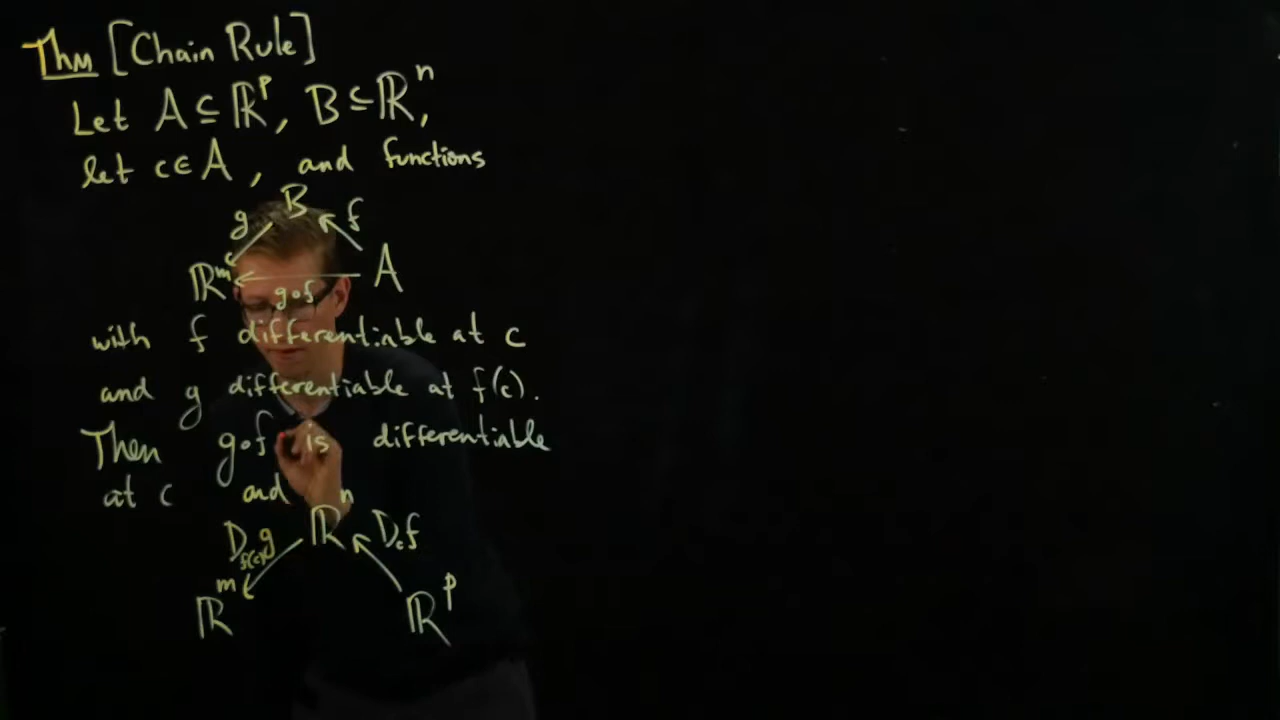 Thm [Chain Rule]
Let A ⊆ ℝᵖ, B ⊆ ℝⁿ,
let c ∈ A, and functions
g B f
ℝᵐ A
g∘f
with f differentiable at c
and g differentiable at f(c).
Then g∘f is differentiable
at c and
D_{f(c)}g ℝⁿ D_c f
ℝᵐ ℝᵖ